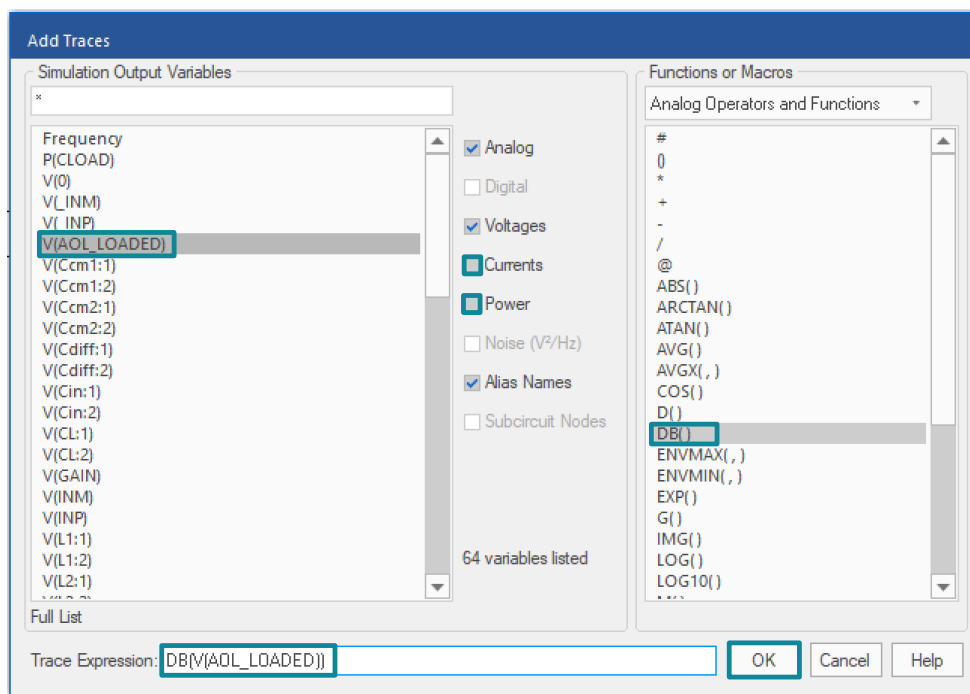 Add Traces
Simulation Output Variables
*
Frequency
P(CLOAD)
V(0)
V(_INM)
V(_INP)
V(AOL_LOADED)
V(Ccm1:1)
V(Ccm1:2)
V(Ccm2:1)
V(Ccm2:2)
V(Cdiff:1)
V(Cdiff:2)
V(Cin:1)
V(Cin:2)
V(CL:1)
V(CL:2)
V(GAIN)
V(INM)
V(INP)
V(L1:1)
V(L1:2)
V(L2:1)
Full List
Analog
Digital
Voltages
Currents
Power
Noise (V²/Hz)
Alias Names
Subcircuit Nodes
64 variables listed
Functions or Macros
Analog Operators and Functions
#
()
*
+
-
/
@
ABS()
ARCTAN()
ATAN()
AVG()
AVGX(,)
COS()
D()
DB()
ENVMAX(,)
ENVMIN(,)
EXP()
G()
IMG()
LOG()
LOG10()
Trace Expression: DB(V(AOL_LOADED))
OK
Cancel
Help